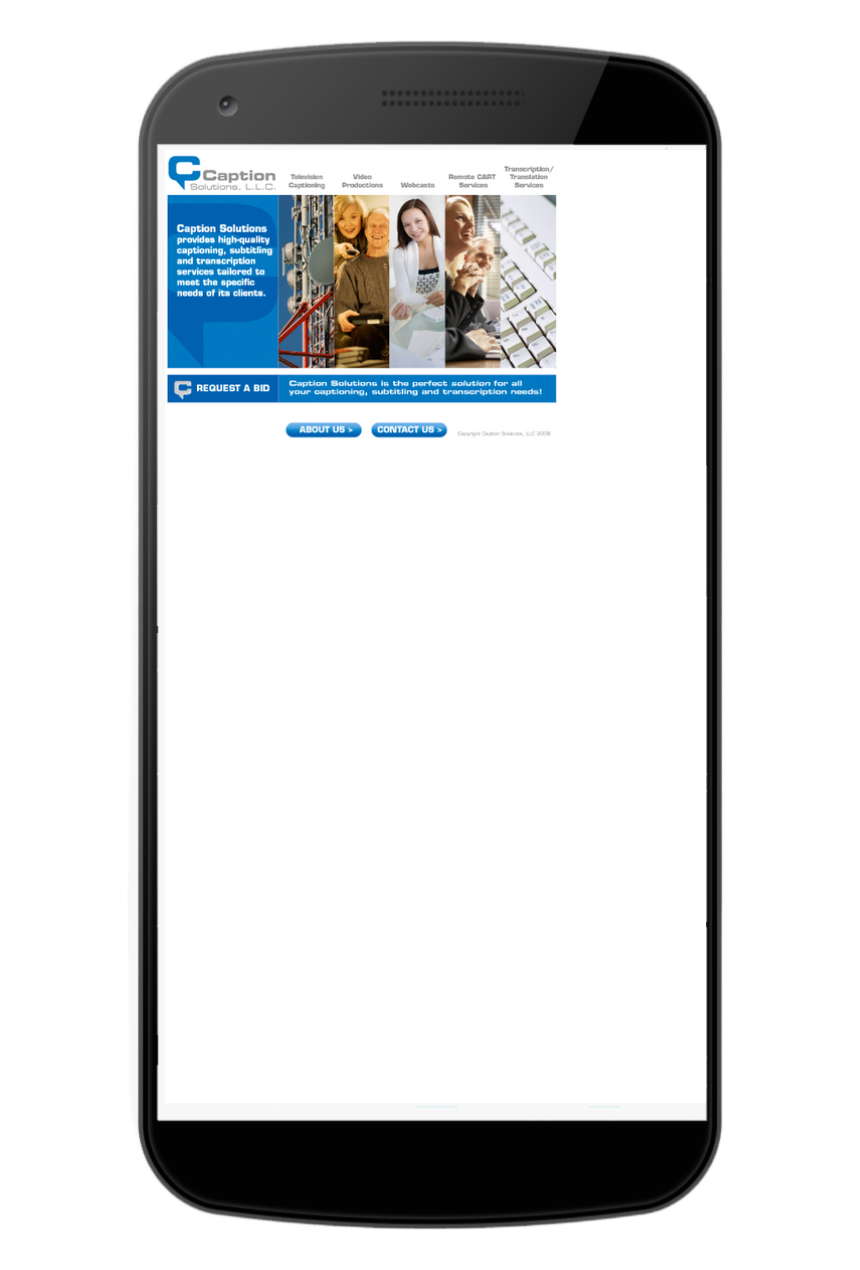 Caption
Solutions, L.L.C.
Television
Captioning
Video
Productions
Webcasts
Remote CART
Services
Transcription/
Translation
Services
Caption Solutions
provides high-quality
captioning, subtitling
and transcription
services tailored to
meet the specific
needs of its clients.
REQUEST A BID
Caption Solutions is the perfect solution for all
your captioning, subtitling and transcription needs!
ABOUT US >
CONTACT US >
Copyright Caption Solutions, LLC 2008